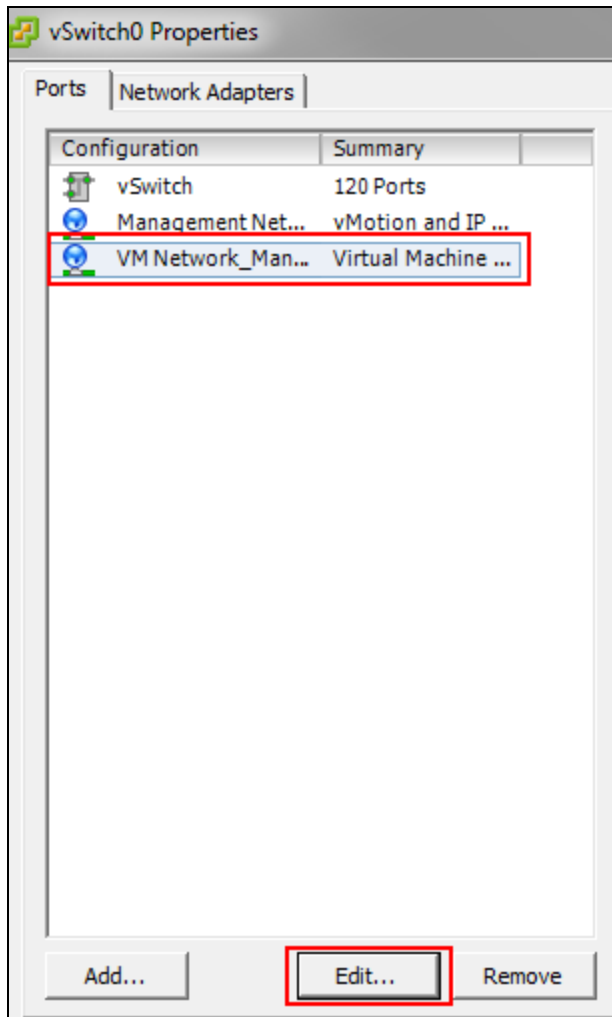 vSwitch0 Properties
Ports Network Adapters
Configuration Summary
vSwitch 120 Ports
Management Net... vMotion and IP ...
VM Network_Man... Virtual Machine ...
Add... Edit... Remove